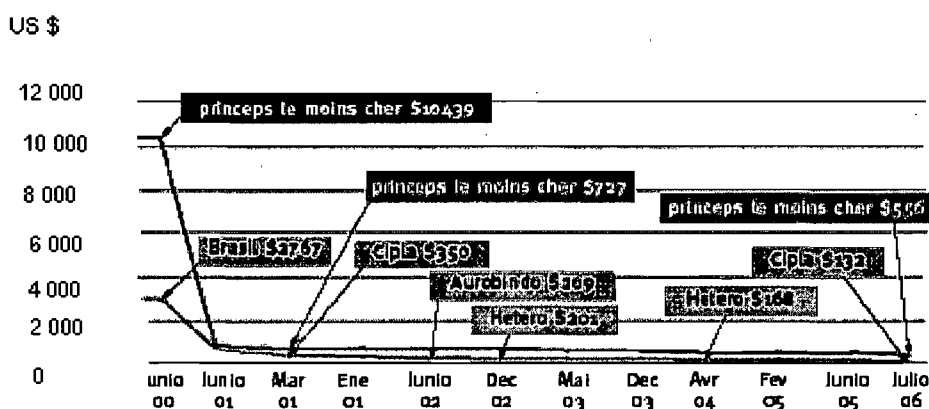 US $
12 000
princeps le moins cher $10439
10 000
8 000
princeps le moins cher $727
princeps le moins cher $556
6 000
Brasil $2767
Cipla $350
Cipla $132
4 000
Aurobindo $209
Hetero $168
Hetero $201
2 000
0
unio 00
Junio 01
Mar 01
Ene 01
Junio 02
Dec 02
Mai 03
Dec 03
Avr 04
Fev 05
Junio 05
Julio 06